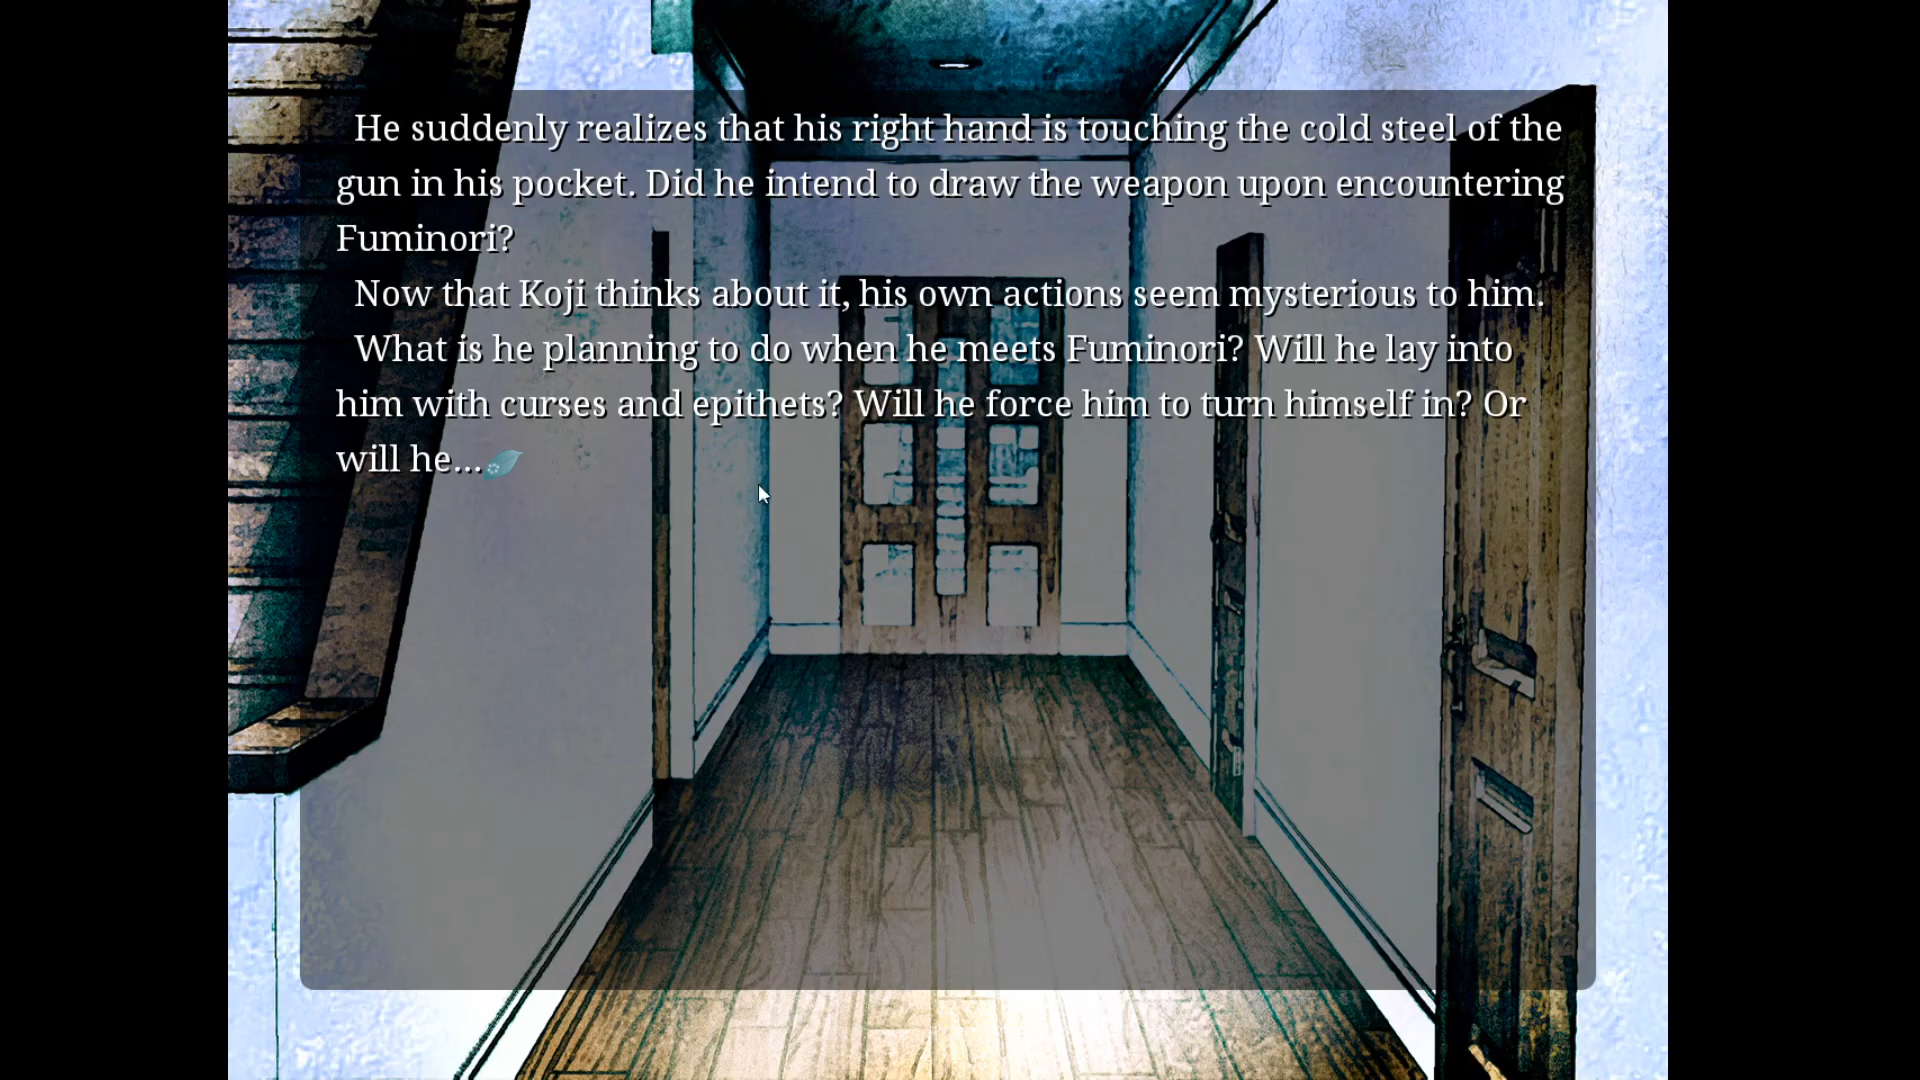 He suddenly realizes that his right hand is touching the cold steel of the
gun in his pocket. Did he intend to draw the weapon upon encountering
Fuminori?
Now that Koji thinks about it, his own actions seem mysterious to him.
What is he planning to do when he meets Fuminori? Will he lay into
him with curses and epithets? Will he force him to turn himself in? Or
will he...